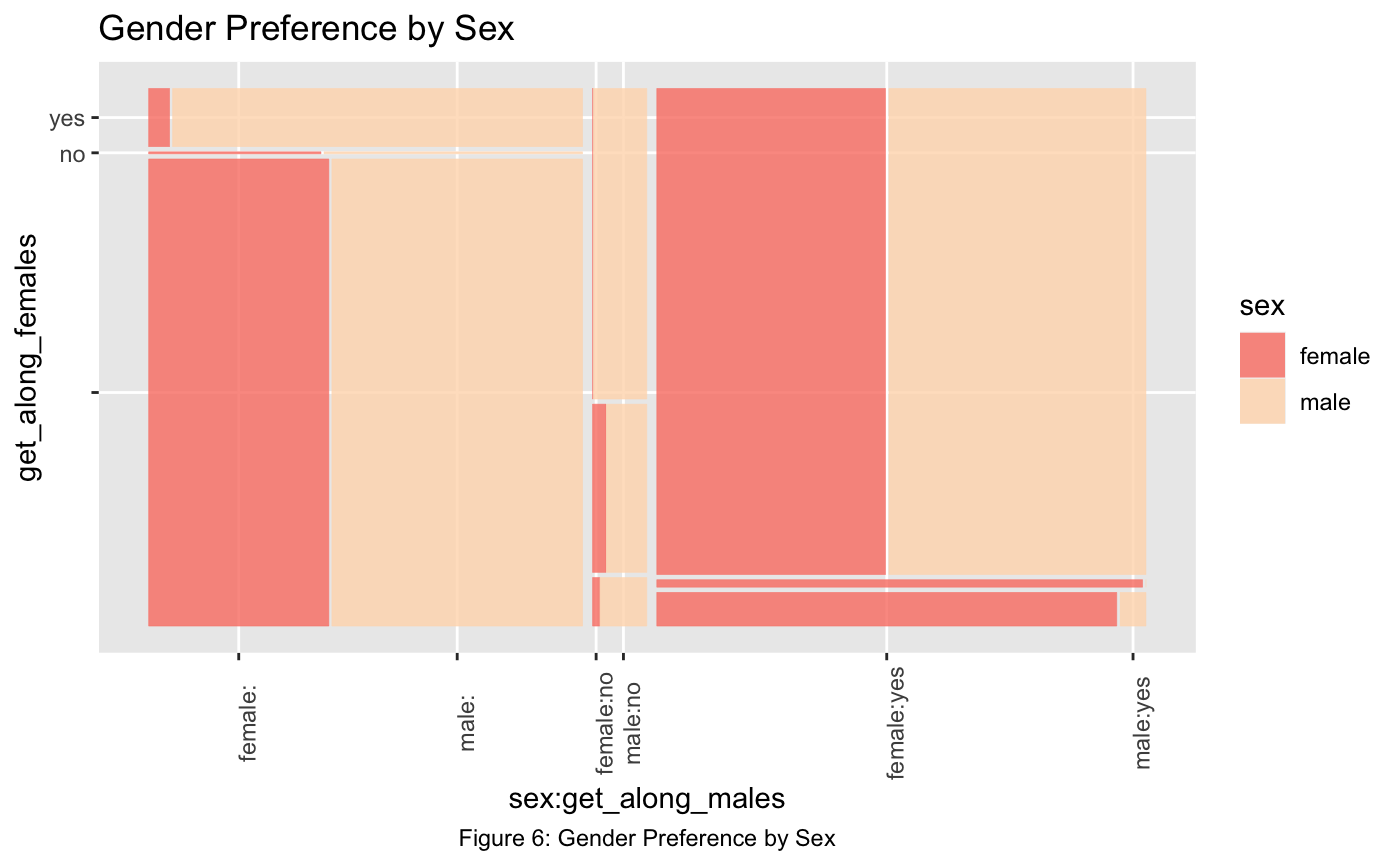 Gender Preference by Sex
yes
no
get_along_females
female:
male:
female:no
male:no
female:yes
male:yes
sex:get_along_males
sex
female
male
Figure 6: Gender Preference by Sex